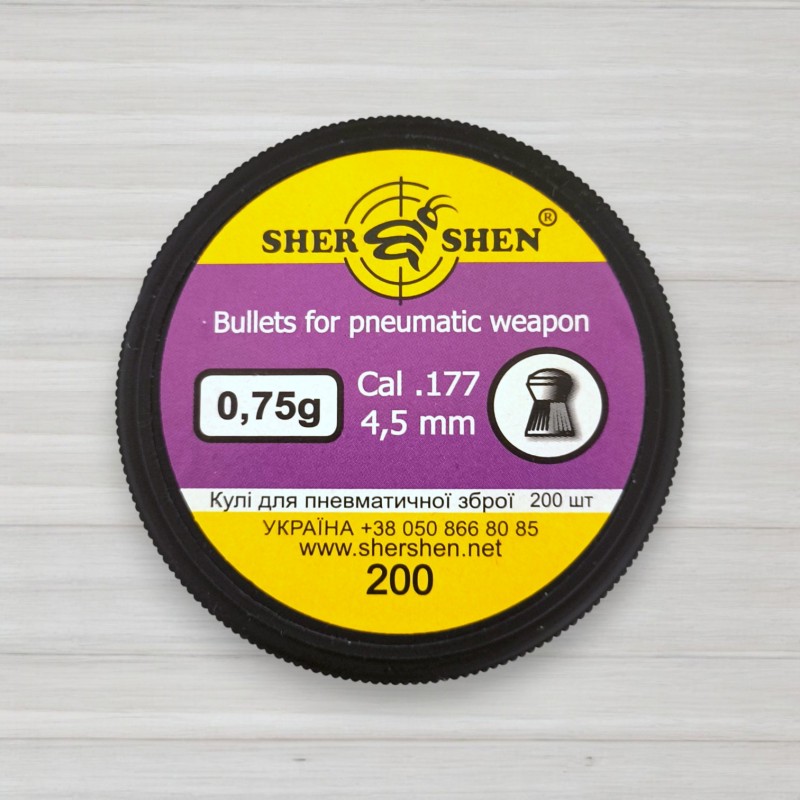 SHER SHEN ®
Bullets for pneumatic weapon
0,75g
Cal .177
4,5 mm
Кулі для пневматичної зброї 200 шт
УКРАЇНА +38 050 866 80 85
www.shershen.net
200